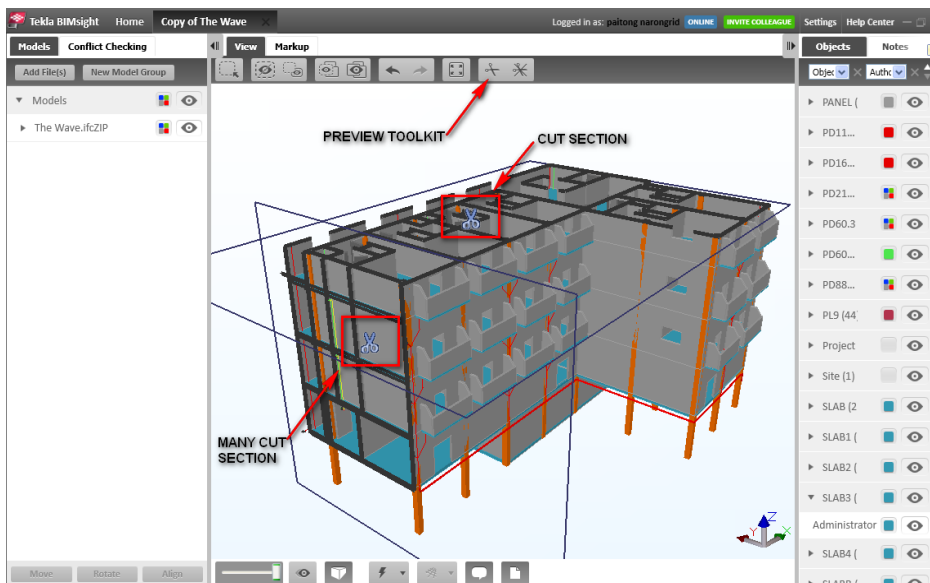 Tekla BIMsight Home Copy of The Wave Logged in as: paitong narongrid ONLINE INVITE COLLEAGUE Settings Help Center
Models Conflict Checking View Markup Objects Notes
Add File(s) New Model Group
Objec Autho
Models
The Wave.ifcZIP
PREVIEW TOOLKIT
CUT SECTION
MANY CUT
SECTION
Z
Y
X
PANEL (
PD11...
PD16...
PD21...
PD60.3
PD60...
PD88...
PL9 (44
Project
Site (1)
SLAB (2
SLAB1 (
SLAB2 (
SLAB3 (
Administrator
SLAB4 (
Move Rotate Align